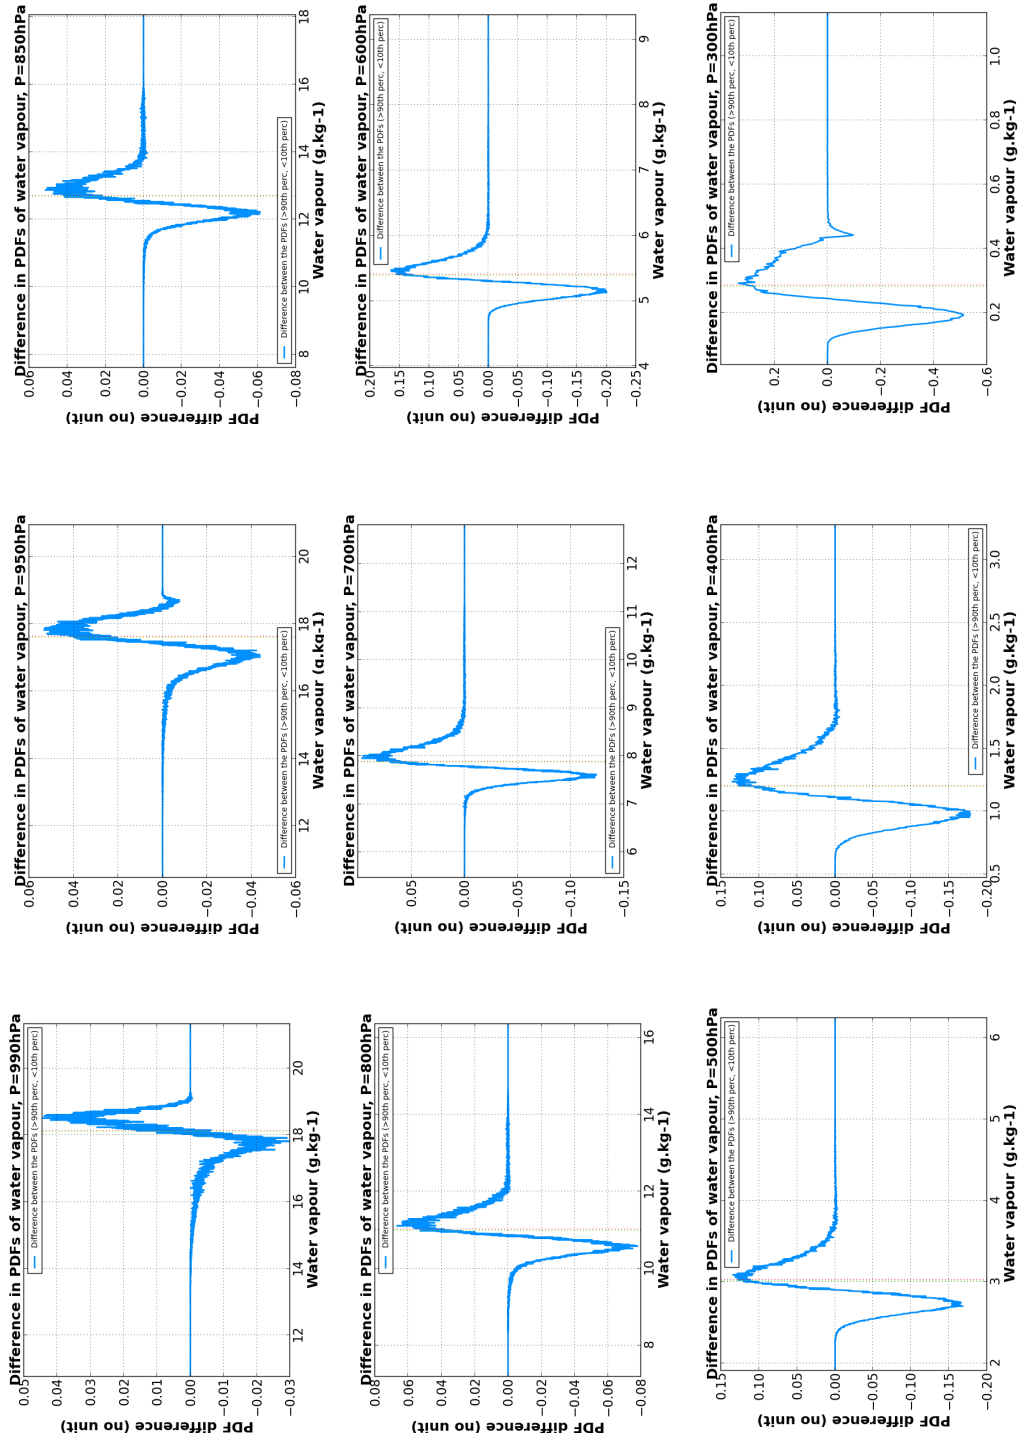 Difference in PDFs of water vapour, P=990hPa
Difference between the PDFs (>90th perc, <10th perc)
PDF difference (no unit)
0.05
0.04
0.03
0.02
0.01
0.00
−0.01
−0.02
−0.03
12 14 16 18 20
Water vapour (g.kg-1)
Difference in PDFs of water vapour, P=950hPa
PDF difference (no unit)
0.06
0.04
0.02
0.00
−0.02
−0.04
−0.06
Difference between the PDFs (>90th perc, <10th perc)
12 14 16 18 20
Water vapour (q.kq-1)
Difference in PDFs of water vapour, P=850hPa
PDF difference (no unit)
0.06
0.04
0.02
0.00
−0.02
−0.04
−0.06
−0.08
Difference between the PDFs (>90th perc, <10th perc)
8 10 12 14 16 18
Water vapour (g.kg-1)
Difference in PDFs of water vapour, P=800hPa
Difference between the PDFs (>90th perc, <10th perc)
PDF difference (no unit)
0.08
0.06
0.04
0.02
0.00
−0.02
−0.04
−0.06
−0.08
8 10 12 14 16
Water vapour (g.kg-1)
Difference in PDFs of water vapour, P=700hPa
PDF difference (no unit)
0.05
0.00
−0.05
−0.10
−0.15
Difference between the PDFs (>90th perc, <10th perc)
6 7 8 9 10 11 12
Water vapour (g.kg-1)
Difference in PDFs of water vapour, P=600hPa
Difference between the PDFs (>90th perc, <10th perc)
PDF difference (no unit)
0.20
0.15
0.10
0.05
0.00
−0.05
−0.10
−0.15
−0.20
−0.25
4 5 6 7 8 9
Water vapour (g.kg-1)
Difference in PDFs of water vapour, P=500hPa
Difference between the PDFs (>90th perc, <10th perc)
PDF difference (no unit)
0.15
0.10
0.05
0.00
−0.05
−0.10
−0.15
−0.20
2 3 4 5 6
Water vapour (g.kg-1)
Difference in PDFs of water vapour, P=400hPa
PDF difference (no unit)
0.15
0.10
0.05
0.00
−0.05
−0.10
−0.15
−0.20
Difference between the PDFs (>90th perc, <10th perc)
0.5 1.0 1.5 2.0 2.5 3.0
Water vapour (g.kg-1)
Difference in PDFs of water vapour, P=300hPa
Difference between the PDFs (>90th perc, <10th perc)
PDF difference (no unit)
0.2
0.0
−0.2
−0.4
−0.6
0.2 0.4 0.6 0.8 1.0
Water vapour (g.kg-1)